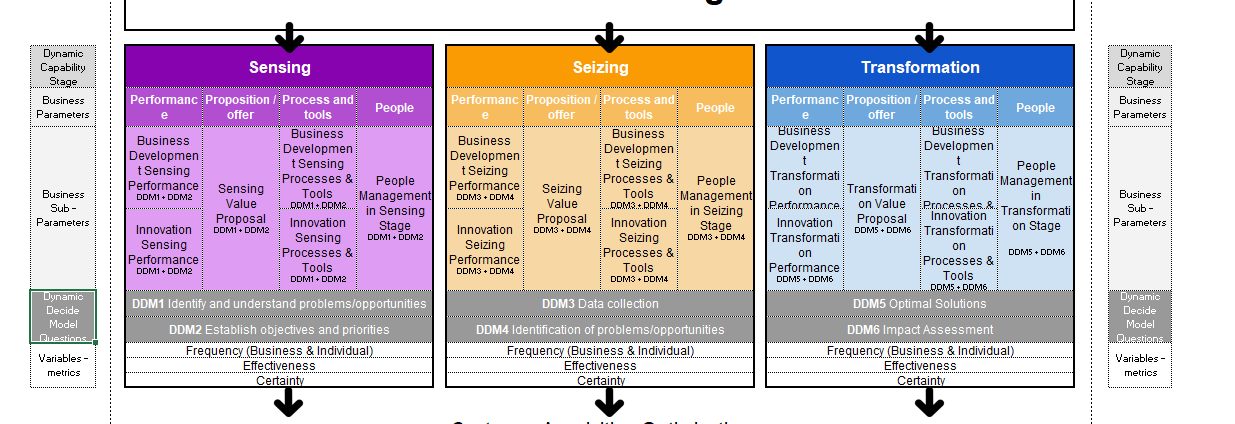 Dynamic
Capability
Stage
Business
Parameters
Business
Sub -
Parameters
Dynamic
Decide
Model
Questions
Variables -
metrics
Sensing
Performanc
e
Proposition /
offer
Process and
tools
People
Business
Developmen
t Sensing
Performance
DDM1 + DDM2
Innovation
Sensing
Performance
DDM1 + DDM2
Sensing
Value
Proposal
DDM1 + DDM2
Business
Developmen
t Sensing
Processes &
Tools
DDM1 + DDM2
Innovation
Sensing
Processes &
Tools
DDM1 + DDM2
People
Management
in Sensing
Stage
DDM1 + DDM2
DDM1 Identify and understand problems/opportunities
DDM2 Establish objectives and priorities
Frequency (Business & Individual)
Effectiveness
Certainty
Seizing
Performanc
e
Proposition /
offer
Process and
tools
People
Business
Developmen
t Seizing
Performance
DDM3 + DDM4
Innovation
Seizing
Performance
DDM3 + DDM4
Seizing
Value
Proposal
DDM3 + DDM4
Business
Developmen
t Seizing
Processes &
Tools
DDM3 + DDM4
Innovation
Seizing
Processes &
Tools
DDM3 + DDM4
People
Management
in Seizing
Stage
DDM3 + DDM4
DDM3 Data collection
DDM4 Identification of problems/opportunities
Frequency (Business & Individual)
Effectiveness
Certainty
Transformation
Performanc
e
Proposition /
offer
Process and
tools
People
Business
Developmen
t
Transformati
on
Performance
Innovation
Transformati
on
Performance
DDM5 + DDM6
Transformati
on Value
Proposal
DDM5 + DDM6
Business
Developmen
t
Transformati
on
Processes &
Innovation
Transformati
on
Processes &
Tools
DDM5 + DDM6
People
Management
in
Transformati
on Stage
DDM5 + DDM6
DDM5 Optimal Solutions
DDM6 Impact Assessment
Frequency (Business & Individual)
Effectiveness
Certainty
Dynamic
Capability
Stage
Business
Parameters
Business
Sub -
Parameters
Dynamic
Decide
Model
Questions
Variables -
metrics